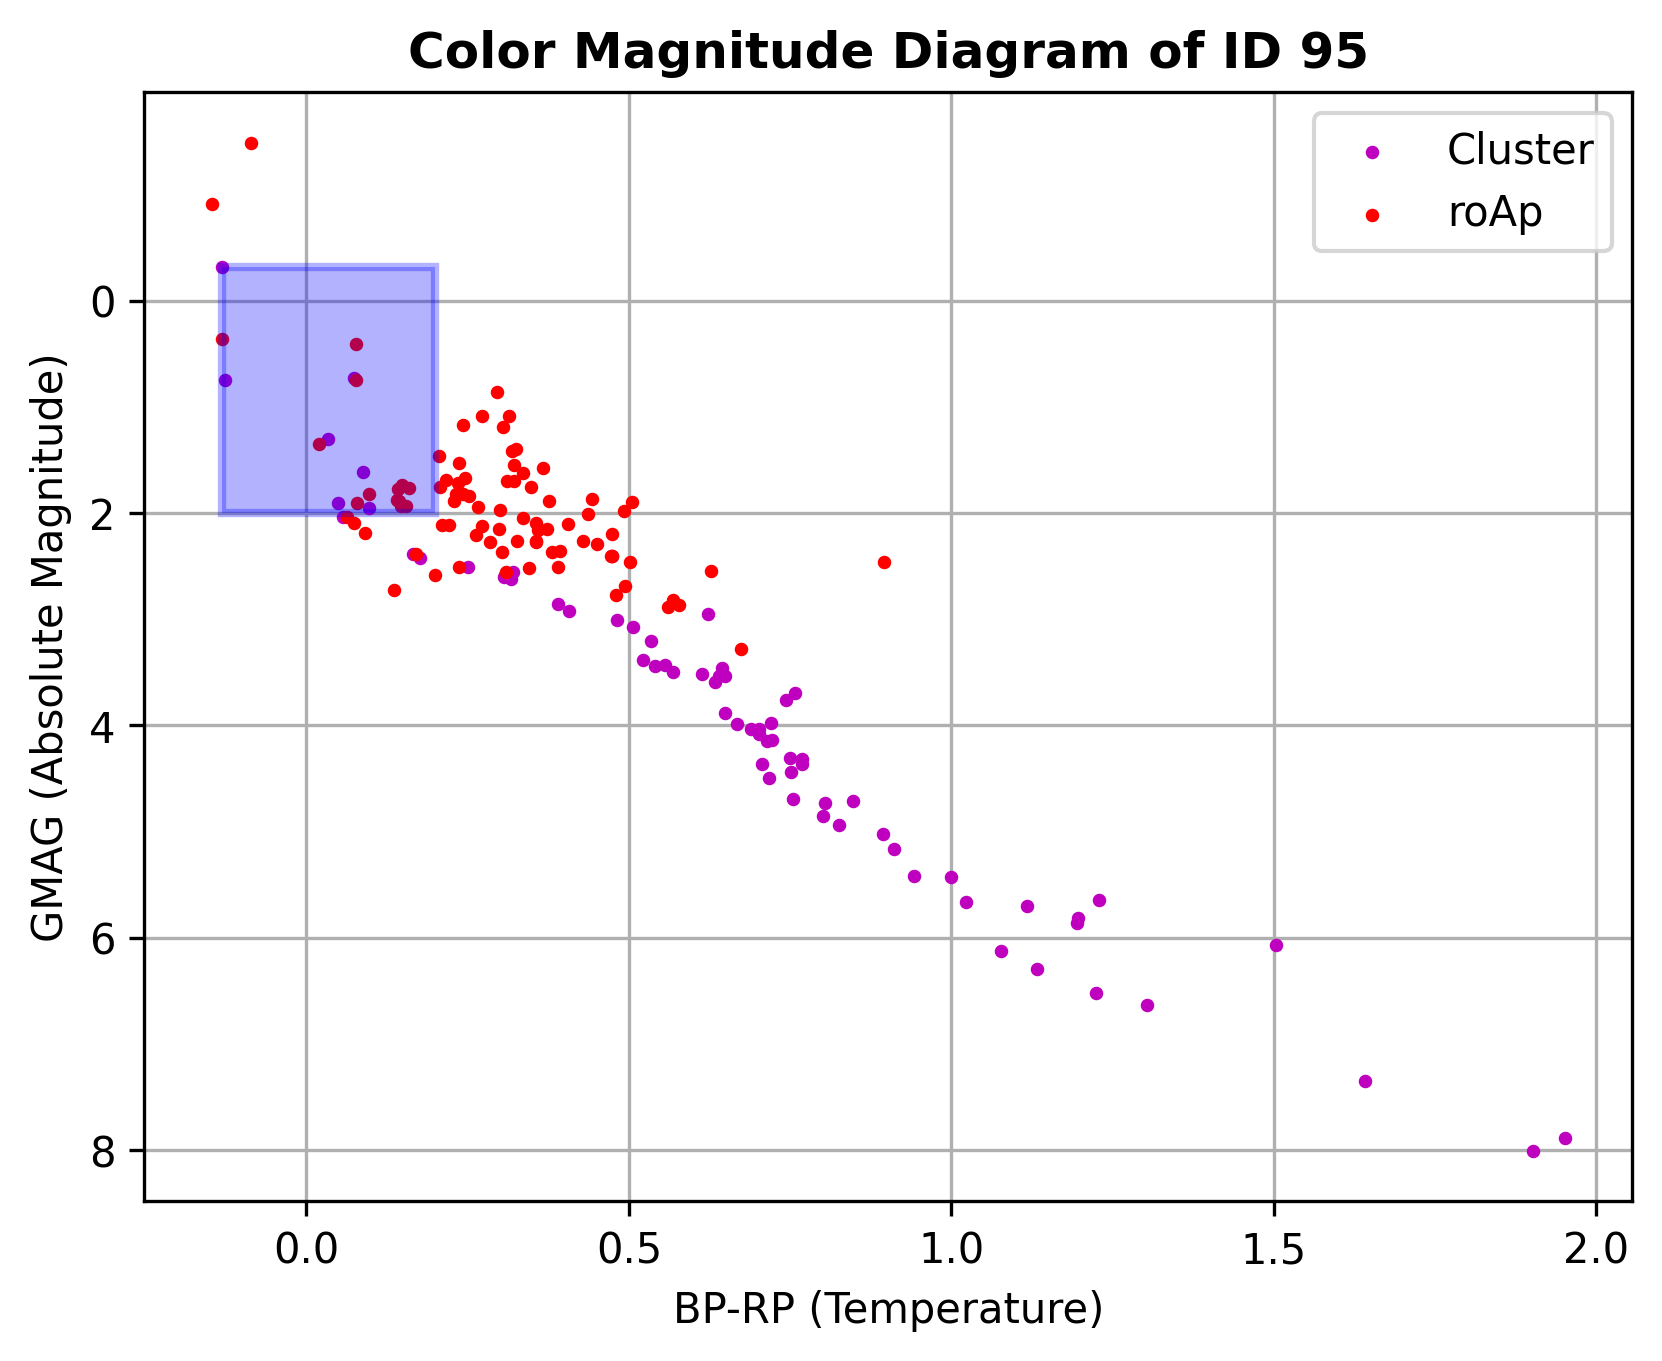 Color Magnitude Diagram of ID 95
Cluster
roAp
GMAG (Absolute Magnitude)
0
2
4
6
8
0.0 0.5 1.0 1.5 2.0
BP-RP (Temperature)